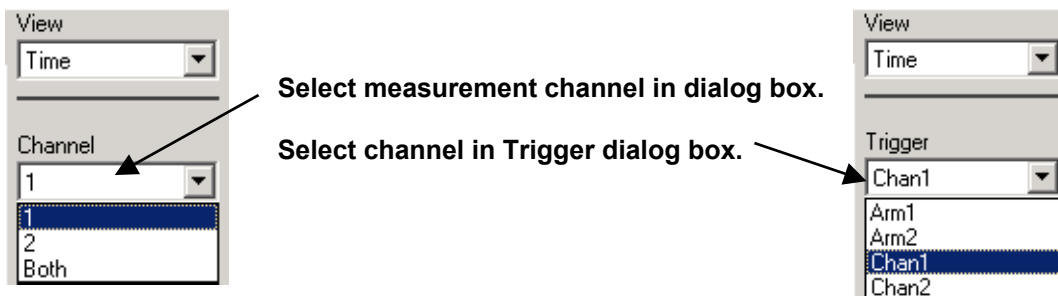 View
Time
Channel
1
1
2
Both
Select measurement channel in dialog box.
Select channel in Trigger dialog box.
View
Time
Trigger
Chan1
Arm1
Arm2
Chan1
Chan2